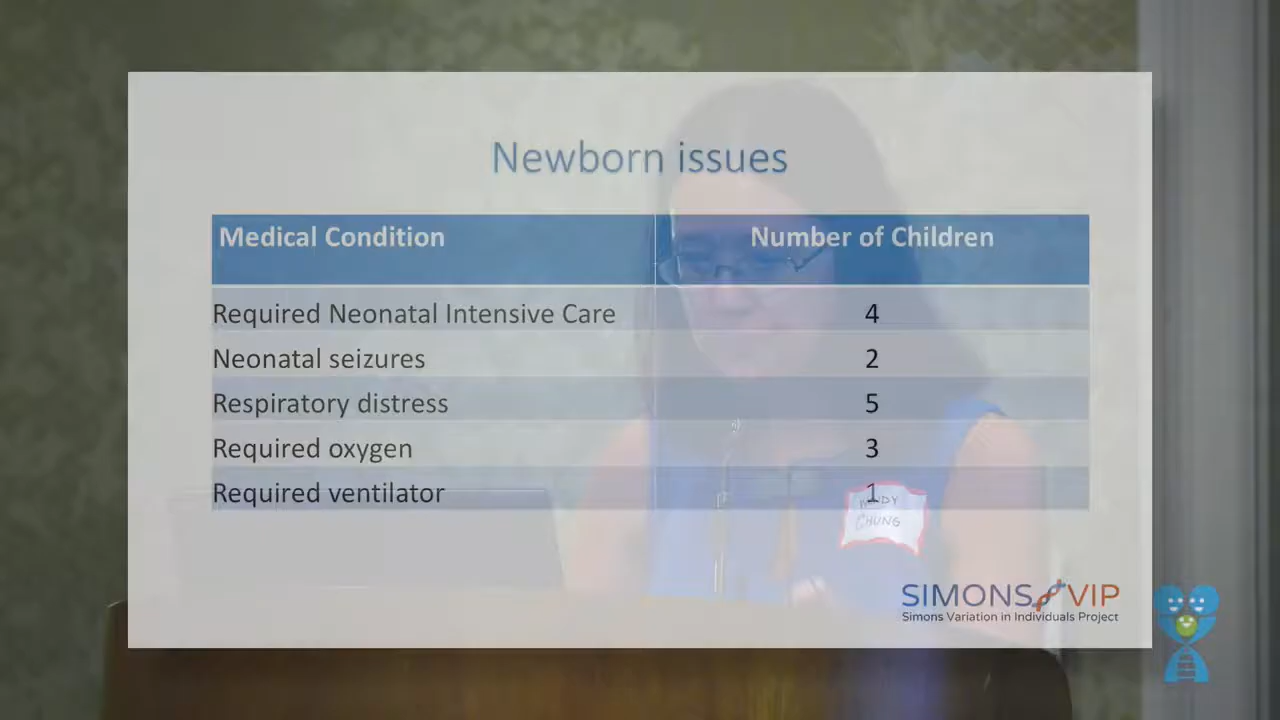 Newborn issues
Medical Condition Number of Children
Required Neonatal Intensive Care 4
Neonatal seizures 2
Respiratory distress 5
Required oxygen 3
Required ventilator 1
CHUNG
SIMONS VIP
Simons Variation in Individuals Project